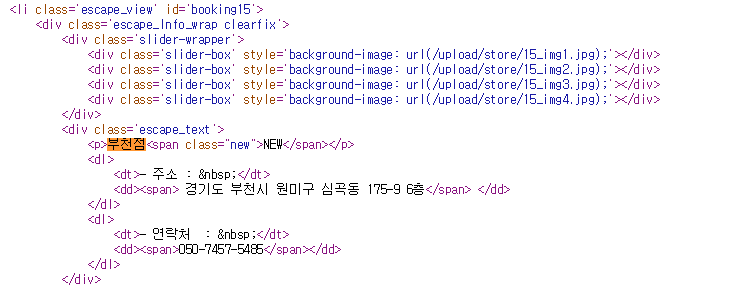 <li class='escape_view' id='booking15'>
<div class='escape_Info_wrap clearfix'>
<div class='slider-wrapper'>
<div class='slider-box' style='background-image: url(/upload/store/15_img1.jpg);'></div>
<div class='slider-box' style='background-image: url(/upload/store/15_img2.jpg);'></div>
<div class='slider-box' style='background-image: url(/upload/store/15_img3.jpg);'></div>
<div class='slider-box' style='background-image: url(/upload/store/15_img4.jpg);'></div>
</div>
<div class='escape_text'>
<p>부천점<span class="new">NEW</span></p>
<dl>
<dt>- 주소 : &nbsp;</dt>
<dd><span> 경기도 부천시 원미구 심곡동 175-9 6층</span> </dd>
</dl>
<dl>
<dt>- 연락처  : &nbsp;</dt>
<dd><span>050-7457-5485</span></dd>
</dl>
</div>